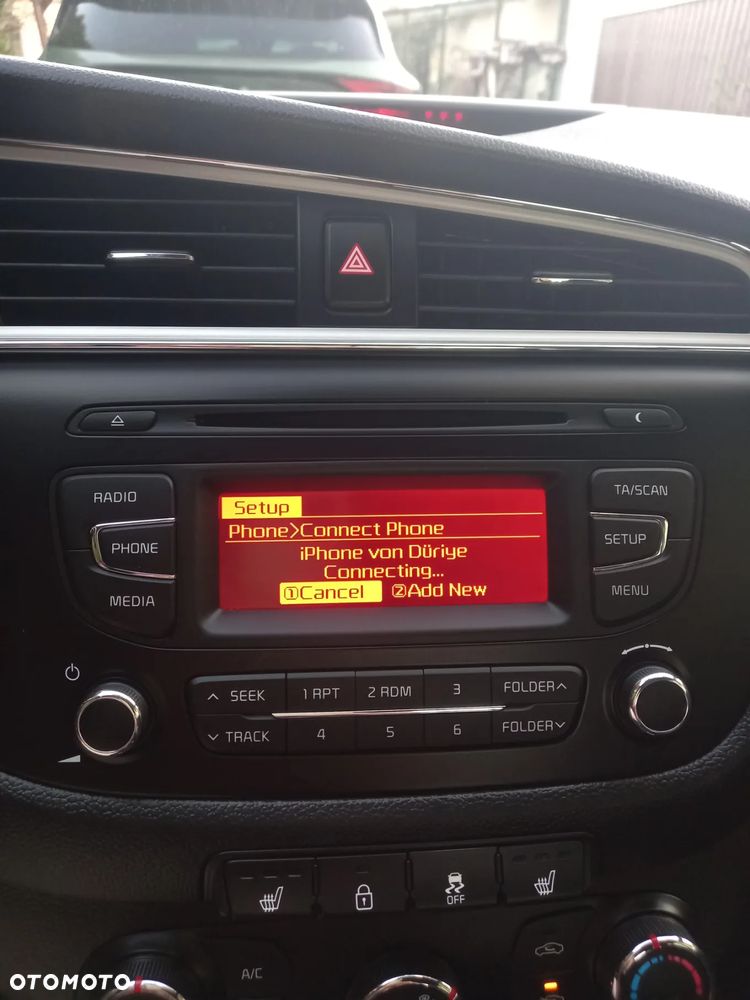 RADIO
PHONE
MEDIA
Setup
Phone>Connect Phone
iPhone von Düriye
Connecting...
①Cancel ②Add New
TA/SCAN
SETUP
MENU
SEEK 1 RPT 2 RDM 3 FOLDER
TRACK 4 5 6 FOLDER
OFF
A/C
OTOMOTO